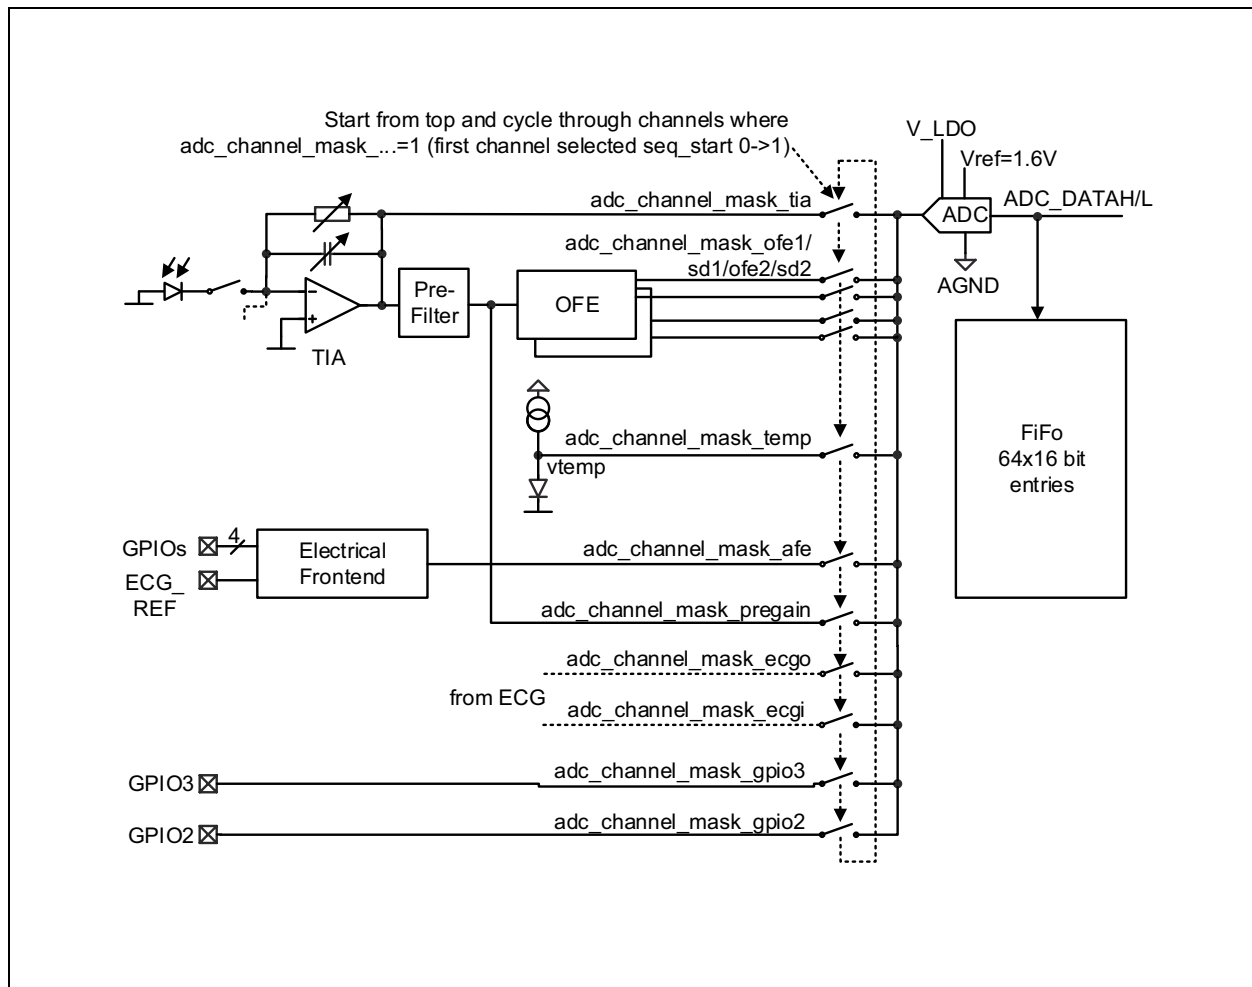 Start from top and cycle through channels where
adc_channel_mask_...=1 (first channel selected seq_start 0->1)
V_LDO
Vref=1.6V
adc_channel_mask_tia
ADC
ADC_DATAH/L
adc_channel_mask_ofe1/
sd1/ofe2/sd2
AGND
Pre-
Filter
OFE
TIA
adc_channel_mask_temp
vtemp
FiFo
64x16 bit
entries
GPIOs
4
Electrical
Frontend
adc_channel_mask_afe
ECG_
REF
adc_channel_mask_pregain
adc_channel_mask_ecgo
from ECG
adc_channel_mask_ecgi
GPIO3
adc_channel_mask_gpio3
GPIO2
adc_channel_mask_gpio2